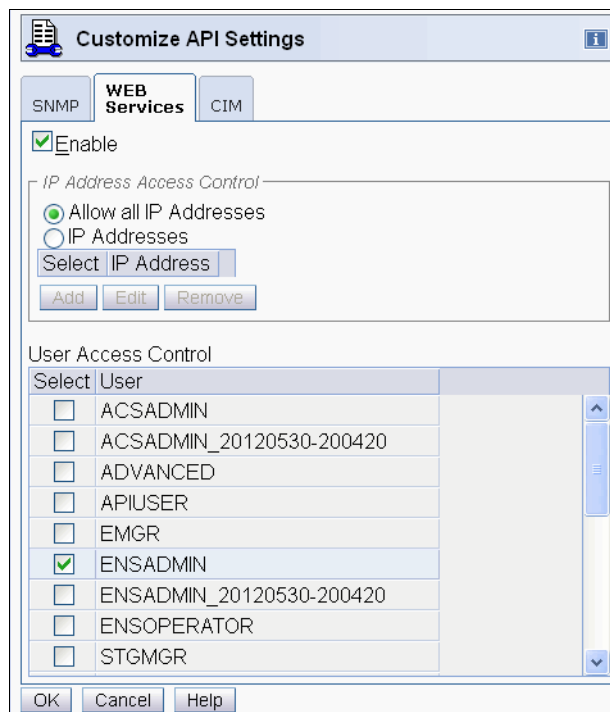 Customize API Settings
i
SNMP
WEB
Services
CIM
Enable
IP Address Access Control
Allow all IP Addresses
IP Addresses
Select IP Address
Add Edit Remove
User Access Control
Select User
ACSADMIN
ACSADMIN_20120530-200420
ADVANCED
APIUSER
EMGR
ENSADMIN
ENSADMIN_20120530-200420
ENSOPERATOR
STGMGR
OK Cancel Help